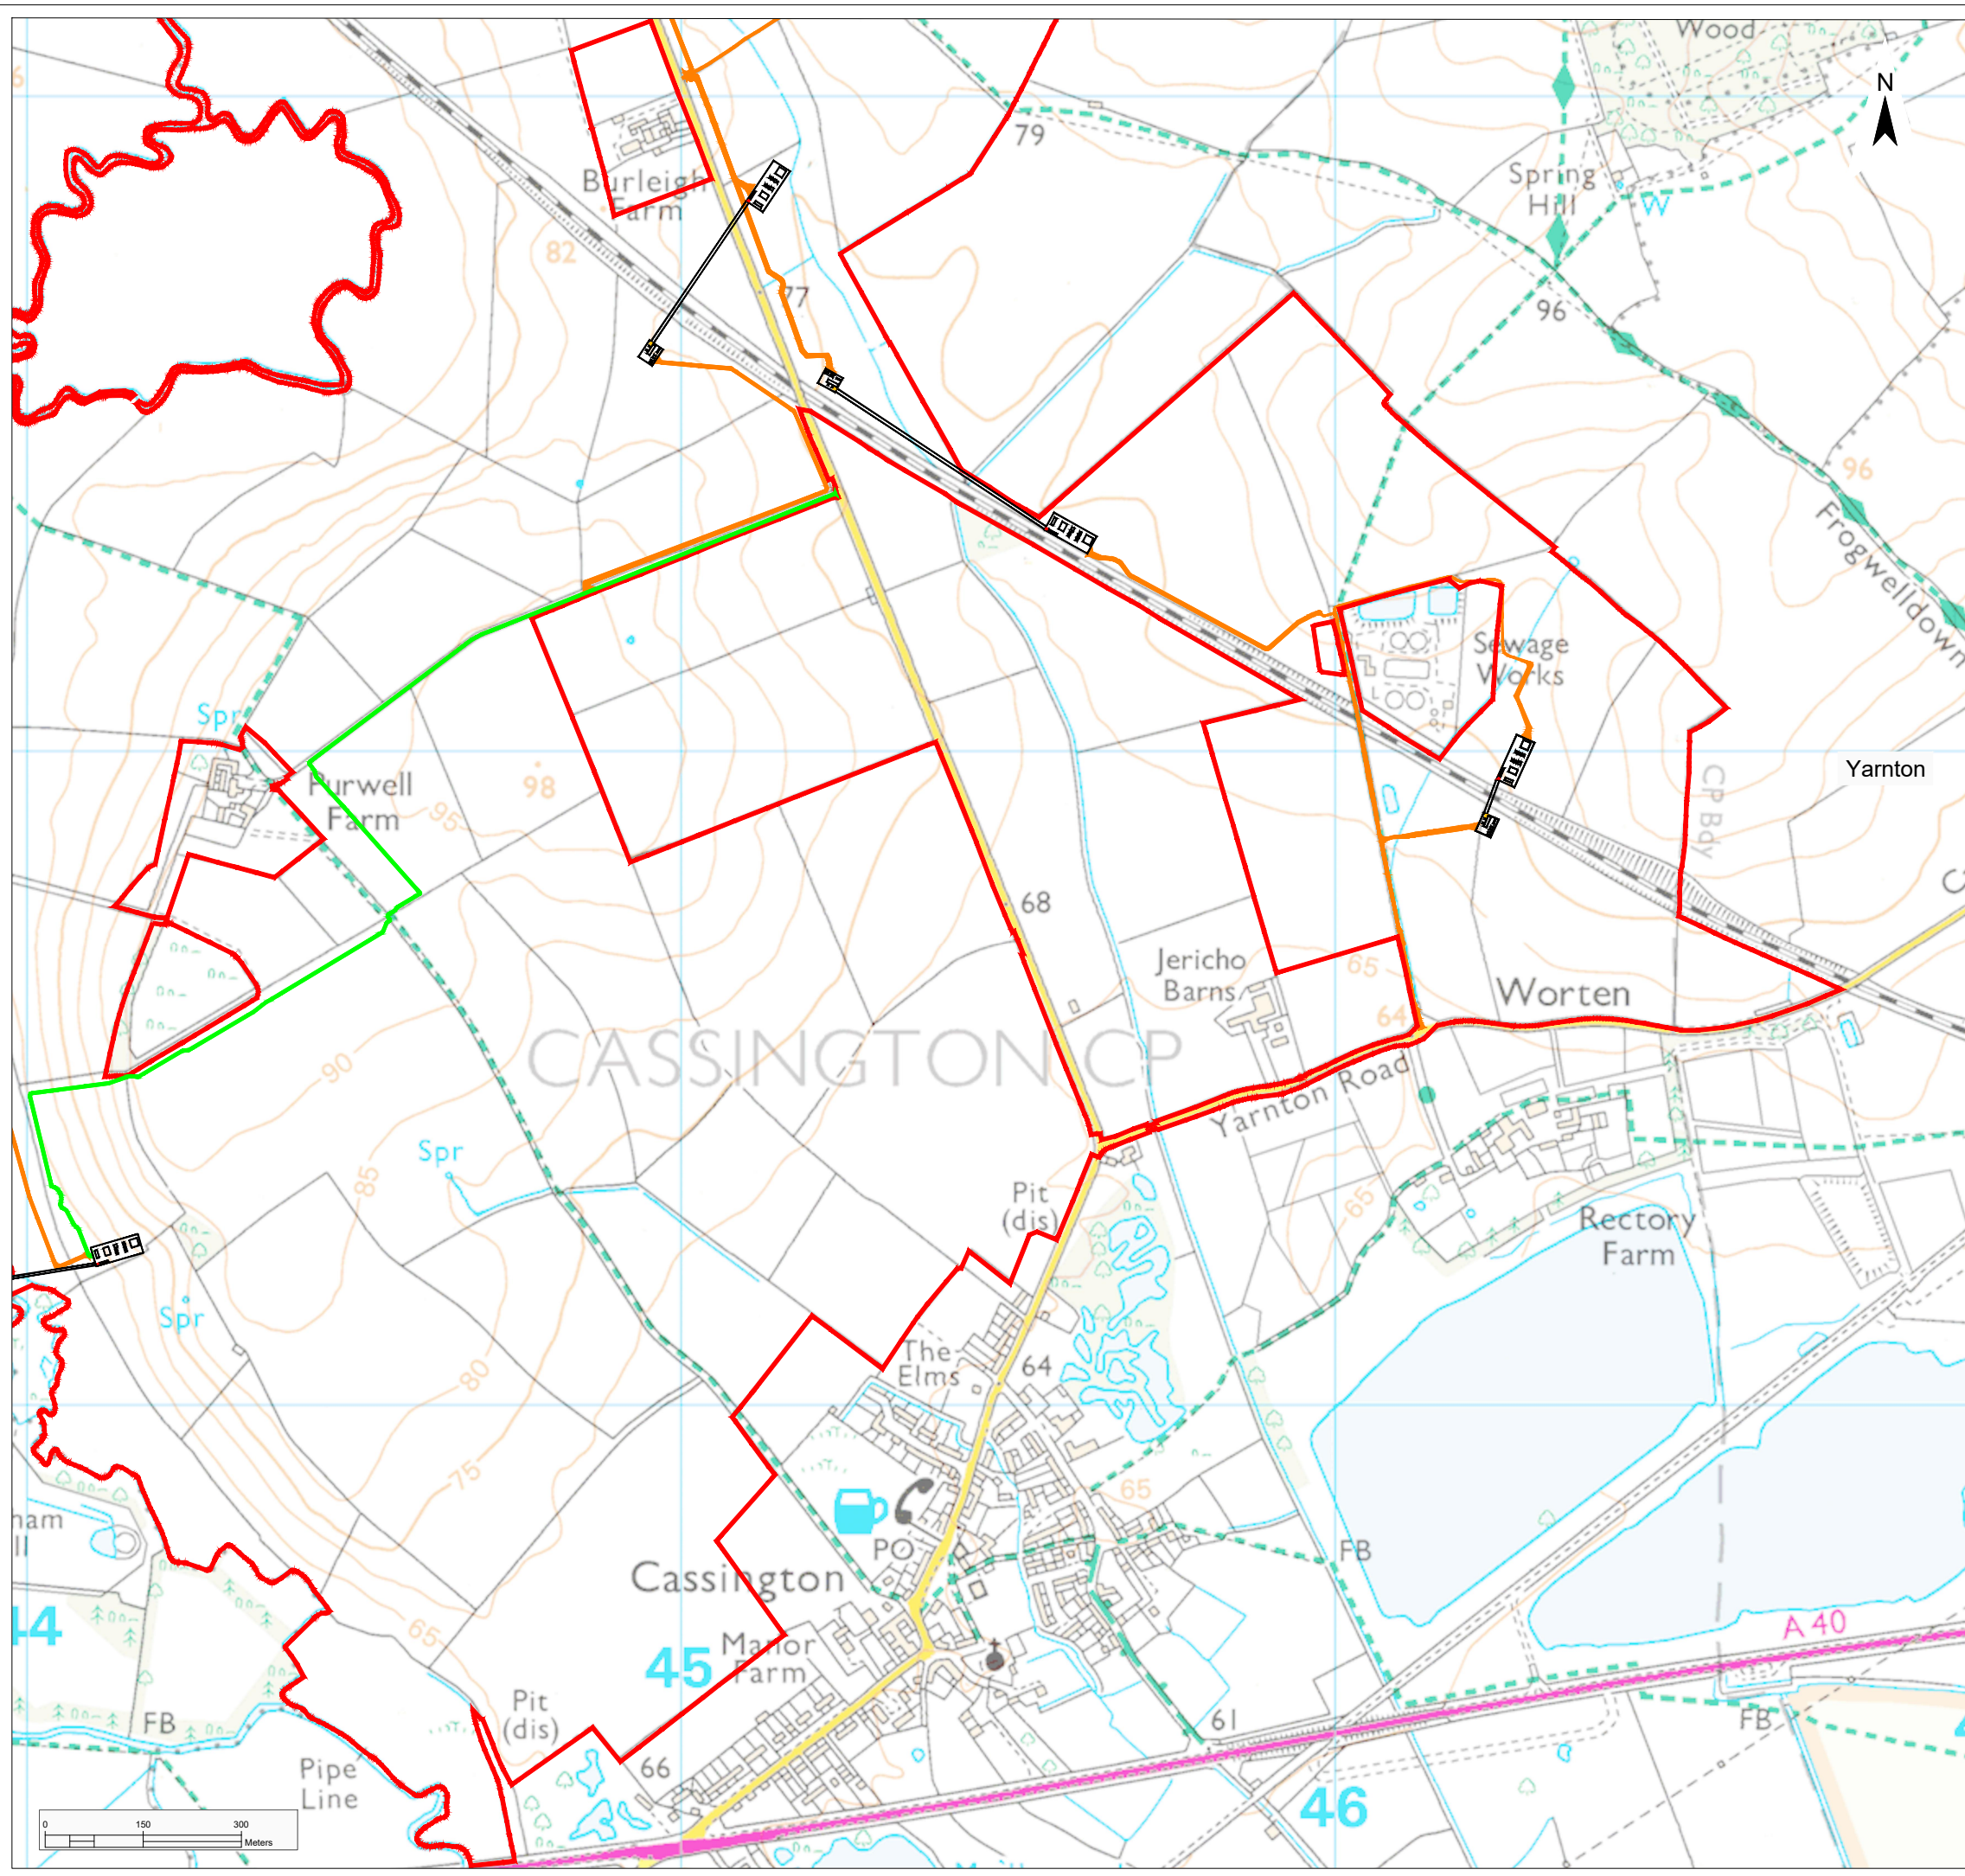 Wood
N
79
Spring
Hill
W
Burleigh
Farm
82
77
96
96
Frogwelldown
Sewage
Works
Spr
Purwell
Farm
98
95
Yarnton
CP Bdy
68
Jericho
Barns
65
64
Worten
CASSINGTON CP
90
Yarnton Road
Spr
85
Pit
(dis)
65
Rectory
Farm
Spr
The
Elms
64
80
75
65
PO
FB
Cassington
44
65
45
Manor
Farm
A 40
Pit
(dis)
FB
61
FB
Pipe
Line
66
46
0 150 300
Meters